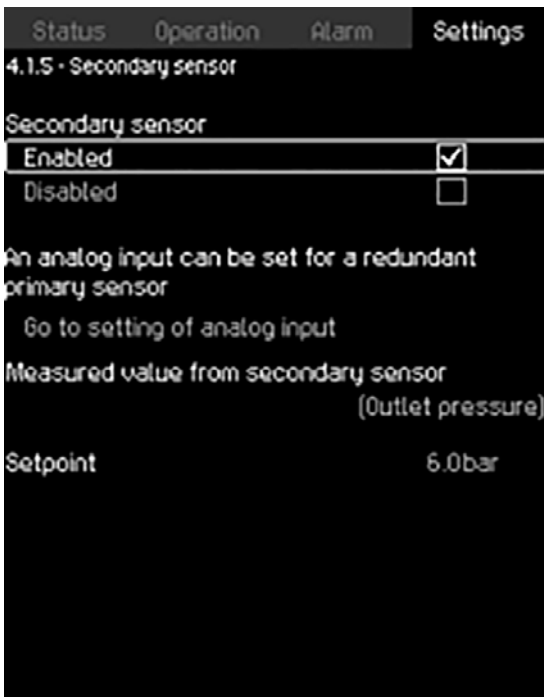 Status Operation Alarm Settings
4.1.5 - Secondary sensor
Secondary sensor
Enabled
Disabled
An analog input can be set for a redundant
primary sensor
Go to setting of analog input
Measured value from secondary sensor
(Outlet pressure)
Setpoint 6.0bar